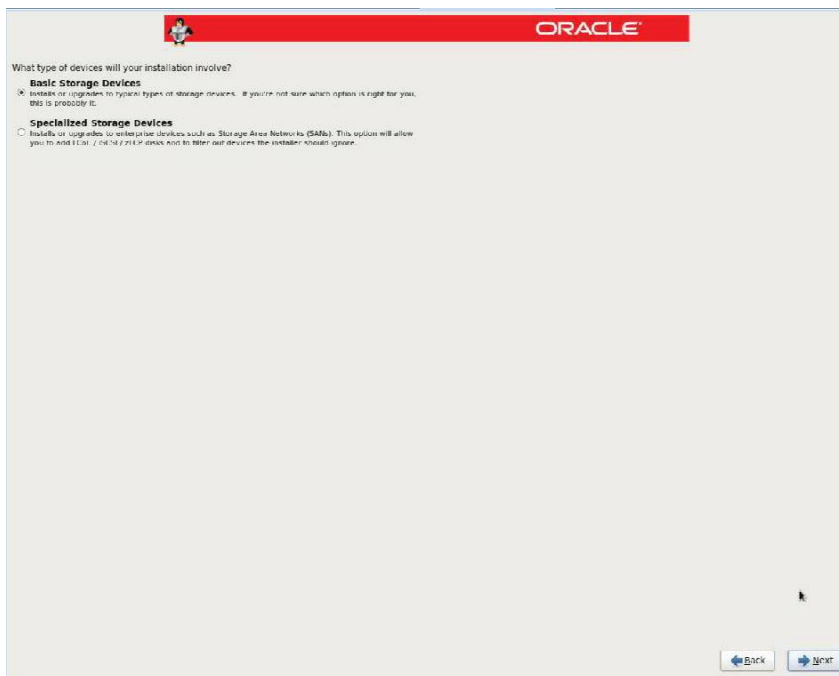 ORACLE
What type of devices will your installation involve?
Basic Storage Devices
Installs or upgrades to typical types of storage devices. If you're not sure which option is right for you,
this is probably it.
Specialized Storage Devices
Installs or upgrades to enterprise devices such as Storage Area Networks (SANs). This option will allow
you to add FCoE / iSCSI / zFCP disks and to filter out devices the installer should ignore.
Back
Next